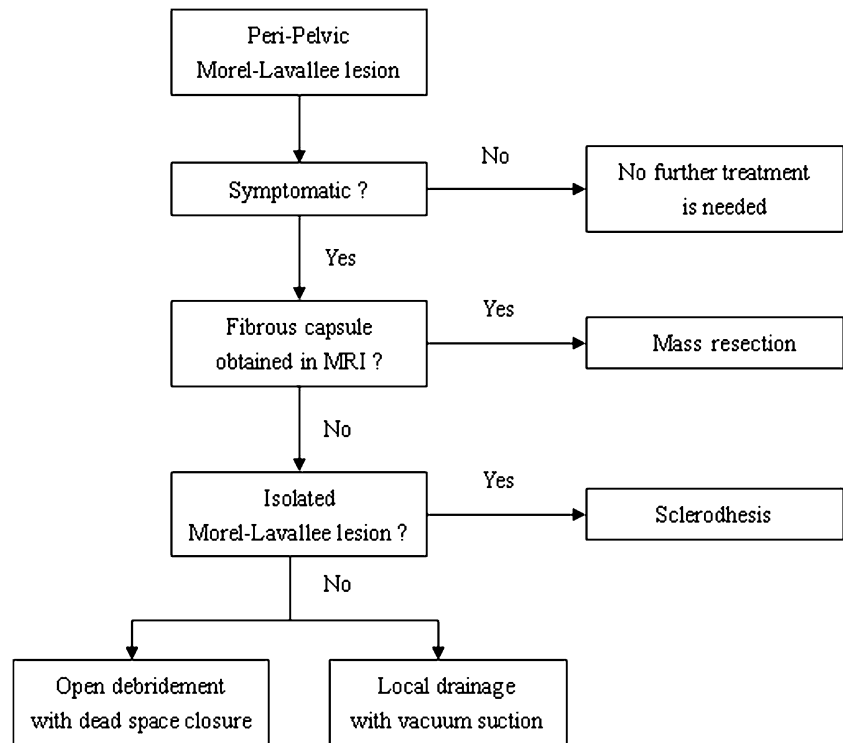 Peri-Pelvic
Morel-Lavallee lesion
Symptomatic ?
No
No further treatment
is needed
Yes
Fibrous capsule
obtained in MRI ?
Yes
Mass resection
No
Isolated
Morel-Lavallee lesion ?
Yes
Sclerodhesis
No
Open debridement
with dead space closure
Local drainage
with vacuum suction